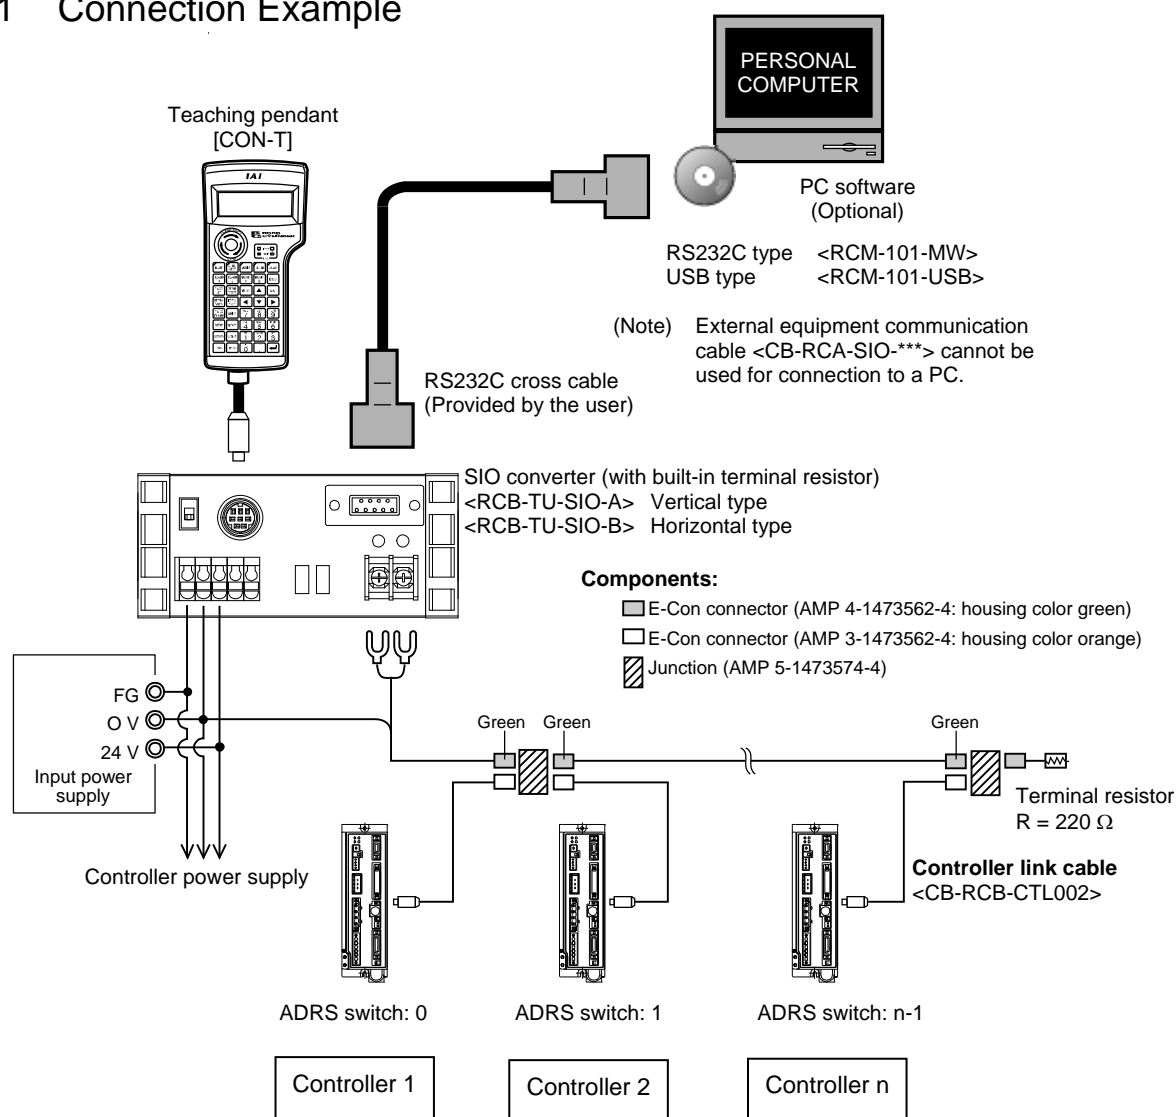 1 Connection Example
PERSONAL
COMPUTER
Teaching pendant
[CON-T]
IAI
PC software
(Optional)
RS232C type <RCM-101-MW>
USB type <RCM-101-USB>
(Note) External equipment communication
cable <CB-RCA-SIO-***> cannot be
used for connection to a PC.
RS232C cross cable
(Provided by the user)
SIO converter (with built-in terminal resistor)
<RCB-TU-SIO-A> Vertical type
<RCB-TU-SIO-B> Horizontal type
Components:
E-Con connector (AMP 4-1473562-4: housing color green)
E-Con connector (AMP 3-1473562-4: housing color orange)
Junction (AMP 5-1473574-4)
FG
O V
24 V
Input power
supply
Green Green Green
Terminal resistor
R = 220 Ω
Controller power supply
Controller link cable
<CB-RCB-CTL002>
ADRS switch: 0 ADRS switch: 1 ADRS switch: n-1
Controller 1 Controller 2 Controller n